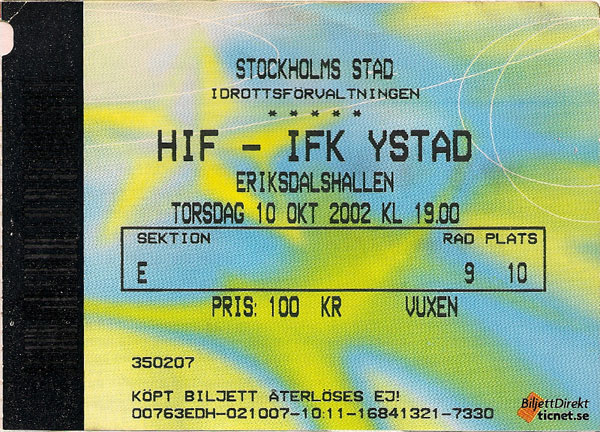 STOCKHOLMS STAD
IDROTTSFÖRVALTNINGEN
* * * * *
HIF - IFK YSTAD
ERIKSDALSHALLEN
TORSDAG 10 OKT 2002 KL 19.00
SEKTION RAD PLATS
E 9 10
PRIS: 100 KR VUXEN
350207
KÖPT BILJETT ÅTERLÖSES EJ!
00763EDH-021007-10:11-16841321-7330
BiljettDirekt
ticnet.se